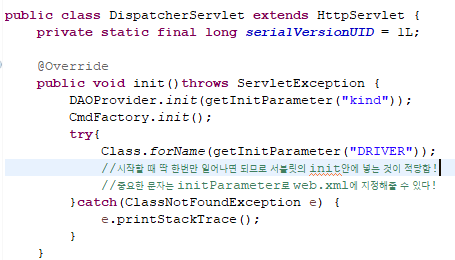 public class DispatcherServlet extends HttpServlet {
private static final long serialVersionUID = 1L;
@Override
public void init()throws ServletException {
DAOProvider.init(getInitParameter("kind"));
CmdFactory.init();
try{
Class.forName(getInitParameter("DRIVER"));
//시작할 때 딱 한번만 일어나면 되므로 서블릿의 init안에 넣는 것이 적당함!
//중요한 문자는 initParameter로 web.xml에 지정해줄 수 있다!
}catch(ClassNotFoundException e) {
e.printStackTrace();
}
}